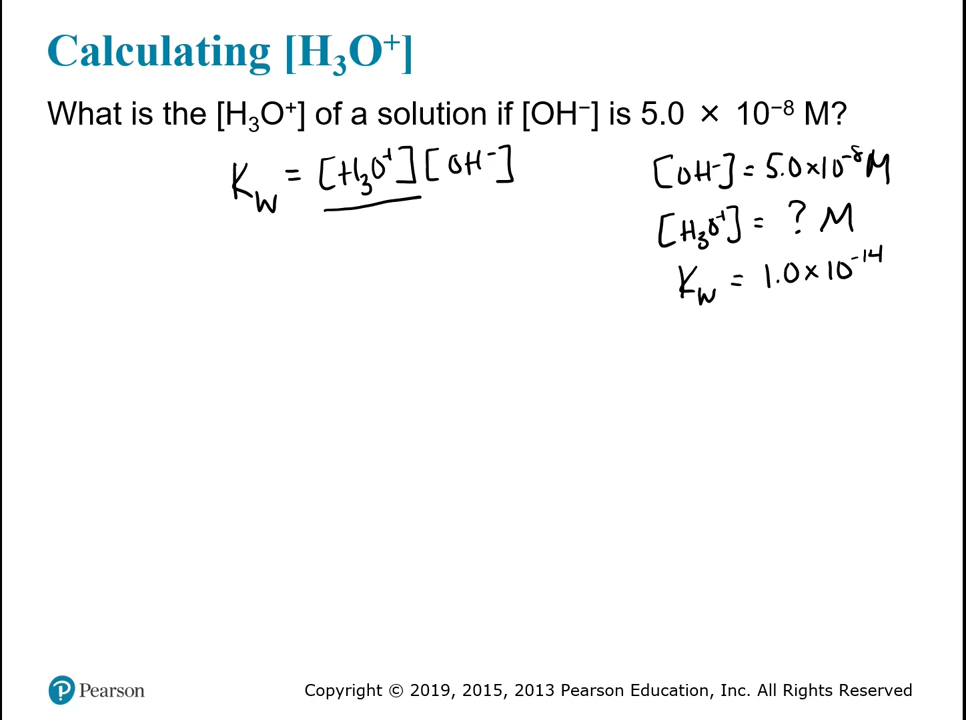 Calculating [H₃O⁺]
What is the [H₃O⁺] of a solution if [OH⁻] is 5.0 × 10⁻⁸ M?
K_W = [H₃O⁺][OH⁻]
[OH⁻] = 5.0×10⁻⁸ M
[H₃O⁺] = ? M
K_W = 1.0×10⁻¹⁴
Pearson
Copyright © 2019, 2015, 2013 Pearson Education, Inc. All Rights Reserved